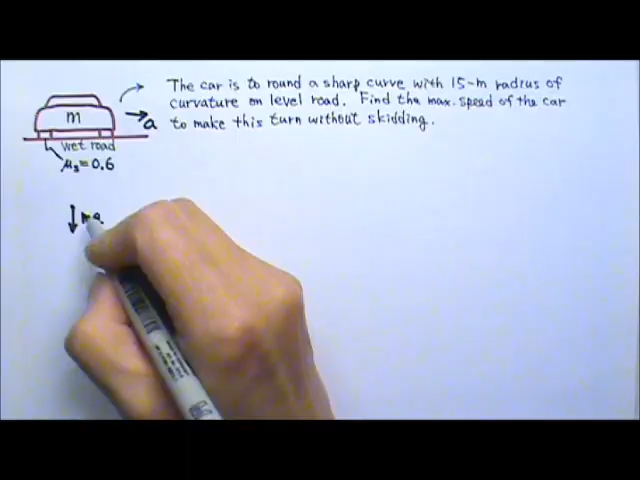 The car is to round a sharp curve with 15-m radius of
curvature on level road. Find the max. speed of the car
to make this turn without skidding.
m
a
wet road
μs=0.6